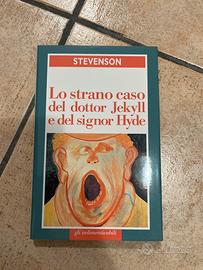 STEVENSON
Lo strano caso
del dottor Jekyll
e del signor Hyde
gli indimenticabili